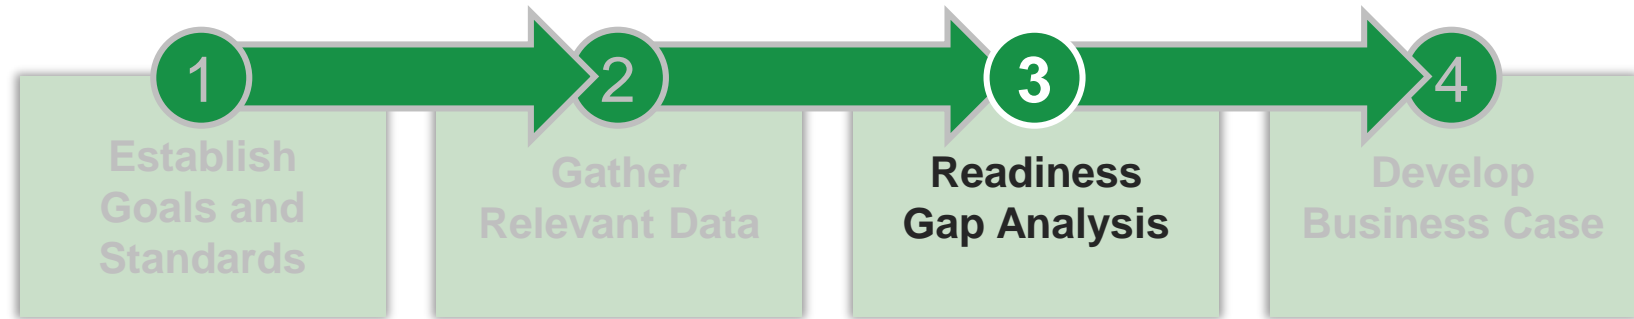 1
2
3
4
Establish
Goals and
Standards
Gather
Relevant Data
Readiness
Gap Analysis
Develop
Business Case